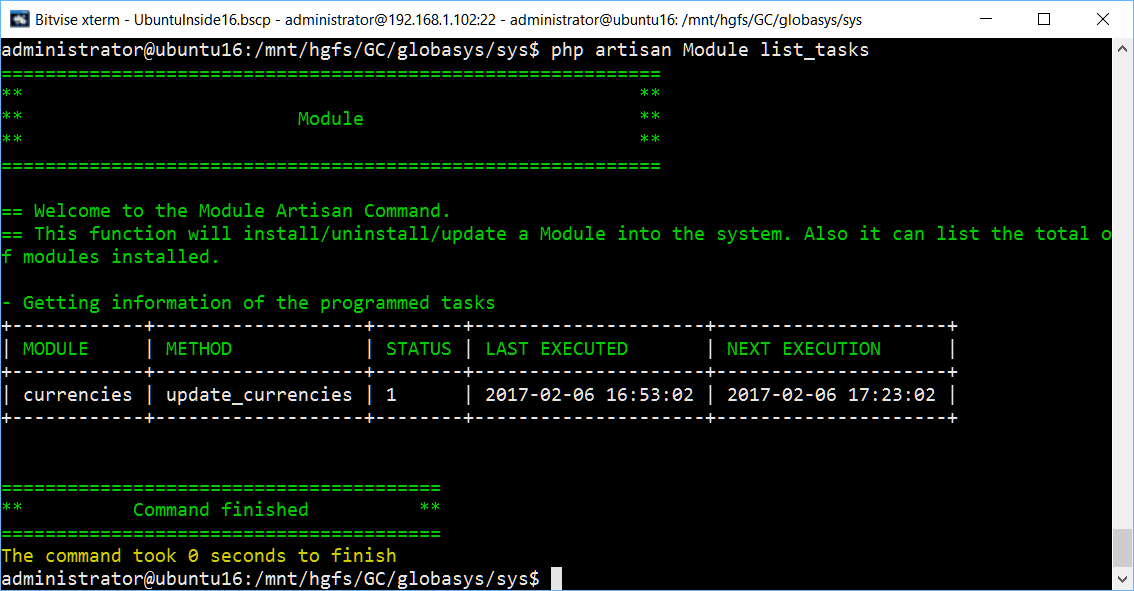 Bitvise xterm - UbuntuInside16.bscp - administrator@192.168.1.102:22 - administrator@ubuntu16: /mnt/hgfs/GC/globasys/sys
administrator@ubuntu16:/mnt/hgfs/GC/globasys/sys$ php artisan Module list_tasks
============================================================
**                                                        **
**                         Module                         **
**                                                        **
============================================================
== Welcome to the Module Artisan Command.
== This function will install/uninstall/update a Module into the system. Also it can list the total o
f modules installed.
- Getting information of the programmed tasks
+------------+-------------------+--------+---------------------+---------------------+
| MODULE     | METHOD            | STATUS | LAST EXECUTED       | NEXT EXECUTION      |
+------------+-------------------+--------+---------------------+---------------------+
| currencies | update_currencies | 1      | 2017-02-06 16:53:02 | 2017-02-06 17:23:02 |
+------------+-------------------+--------+---------------------+---------------------+
========================================
**          Command finished          **
========================================
The command took 0 seconds to finish
administrator@ubuntu16:/mnt/hgfs/GC/globasys/sys$